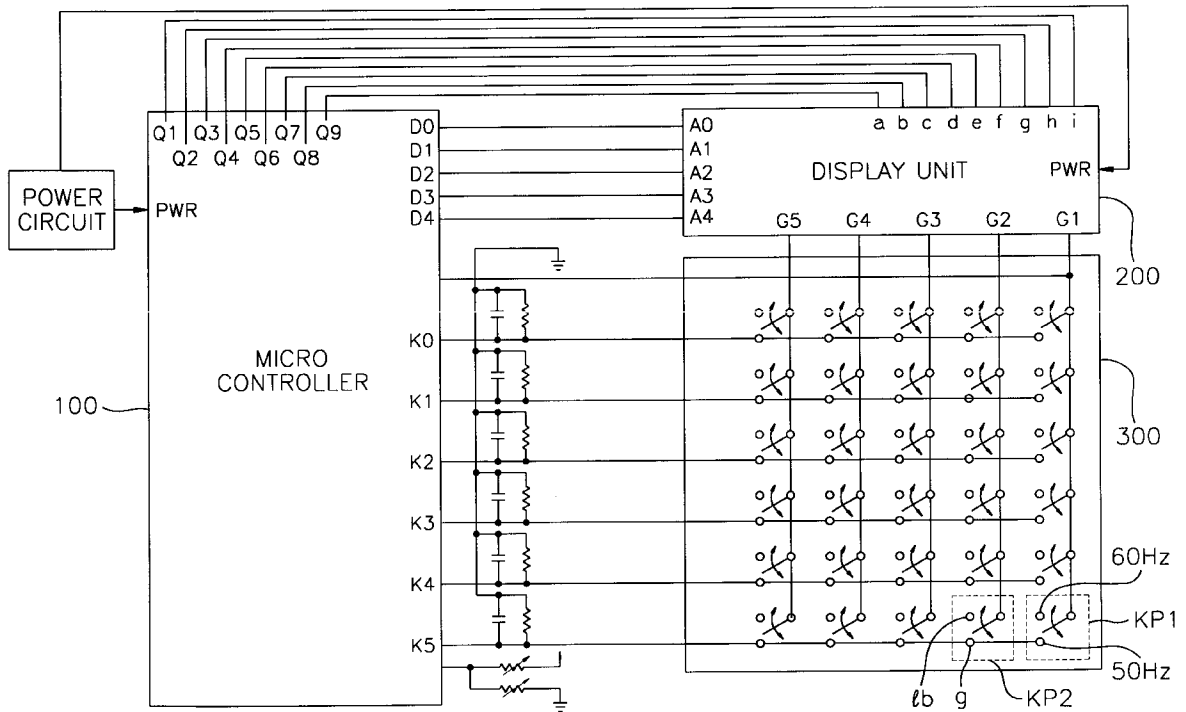 Q1 Q3 Q5 Q7 Q9
Q2 Q4 Q6 Q8
D0
D1
D2
D3
D4
A0
A1
A2
A3
A4
a b c d e f g h i
DISPLAY UNIT
PWR
G5 G4 G3 G2 G1
POWER
CIRCUIT
PWR
200
MICRO
CONTROLLER
100
K0
K1
K2
K3
K4
K5
300
60Hz
KP1
50Hz
lb g KP2